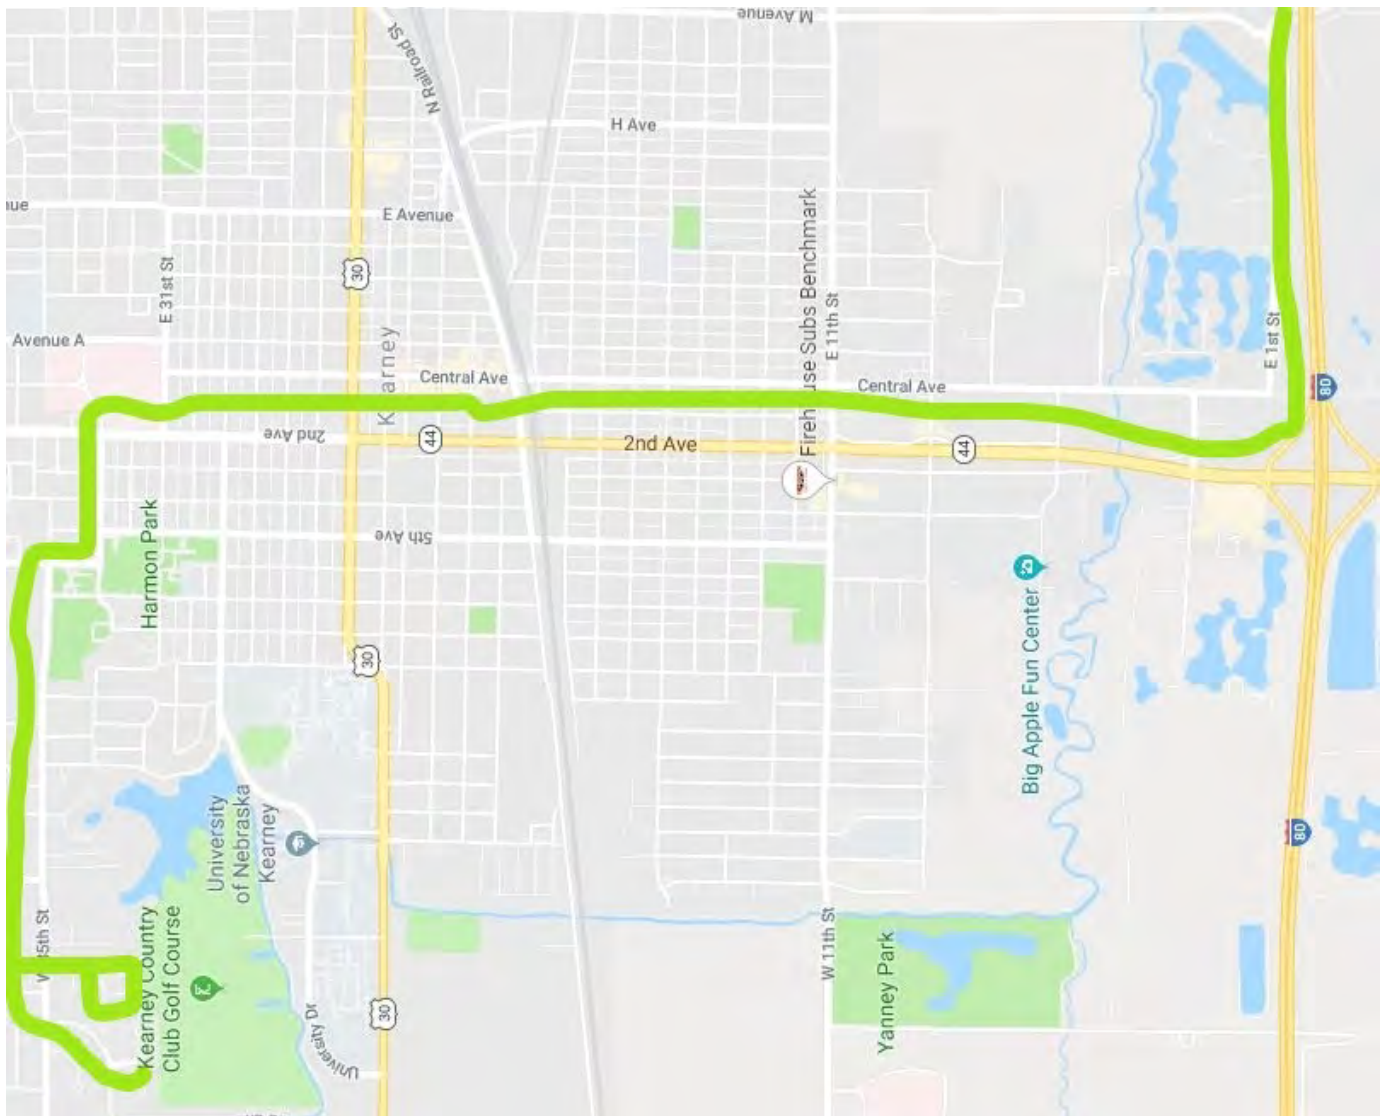 M Avenue
N Railroad St
H Ave
nue
E Avenue
E 31st St
30
Firehouse Subs Benchmark
Avenue A
Kearney
E 11th St
E 1st St
Central Ave
Central Ave
80
2nd Ave
44
2nd Ave
44
Harmon Park
5th Ave
Big Apple Fun Center
30
University
of Nebraska
Kearney
80
W 35th St
Kearney Country
Club Golf Course
W 11th St
Yanney Park
University Dr
30